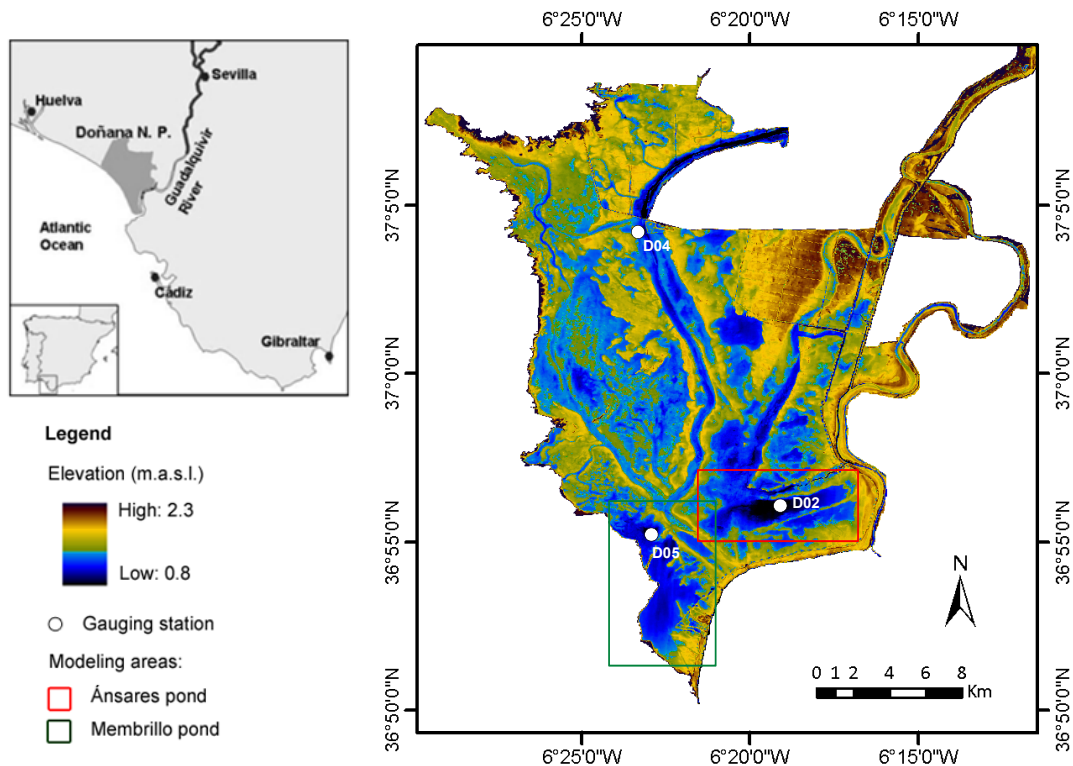 Sevilla
Huelva
Doñana N. P.
Guadalquivir
River
Atlantic
Ocean
Cádiz
Gibraltar
Legend
Elevation (m.a.s.l.)
High: 2.3
Low: 0.8
Gauging station
Modeling areas:
Ánsares pond
Membrillo pond
6°25'0"W 6°20'0"W 6°15'0"W
37°5'0"N 37°5'0"N
D04
37°0'0"N 37°0'0"N
D02
D05
36°55'0"N 36°55'0"N
N
0 1 2 4 6 8
Km
36°50'0"N 36°50'0"N
6°25'0"W 6°20'0"W 6°15'0"W